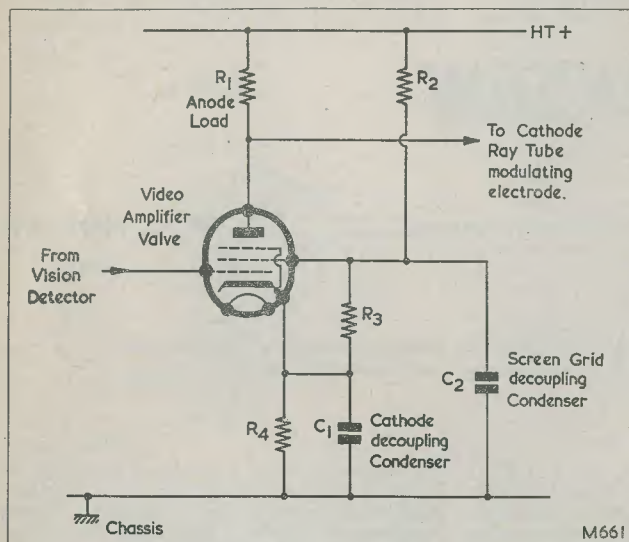 HT+
R1
Anode
Load
R2
To Cathode
Ray Tube
modulating
electrode.
Video
Amplifier
Valve
From
Vision
Detector
R3
R4
C1
Cathode
decoupling
Condenser
C2
Screen Grid
decoupling
Condenser
Chassis
M661